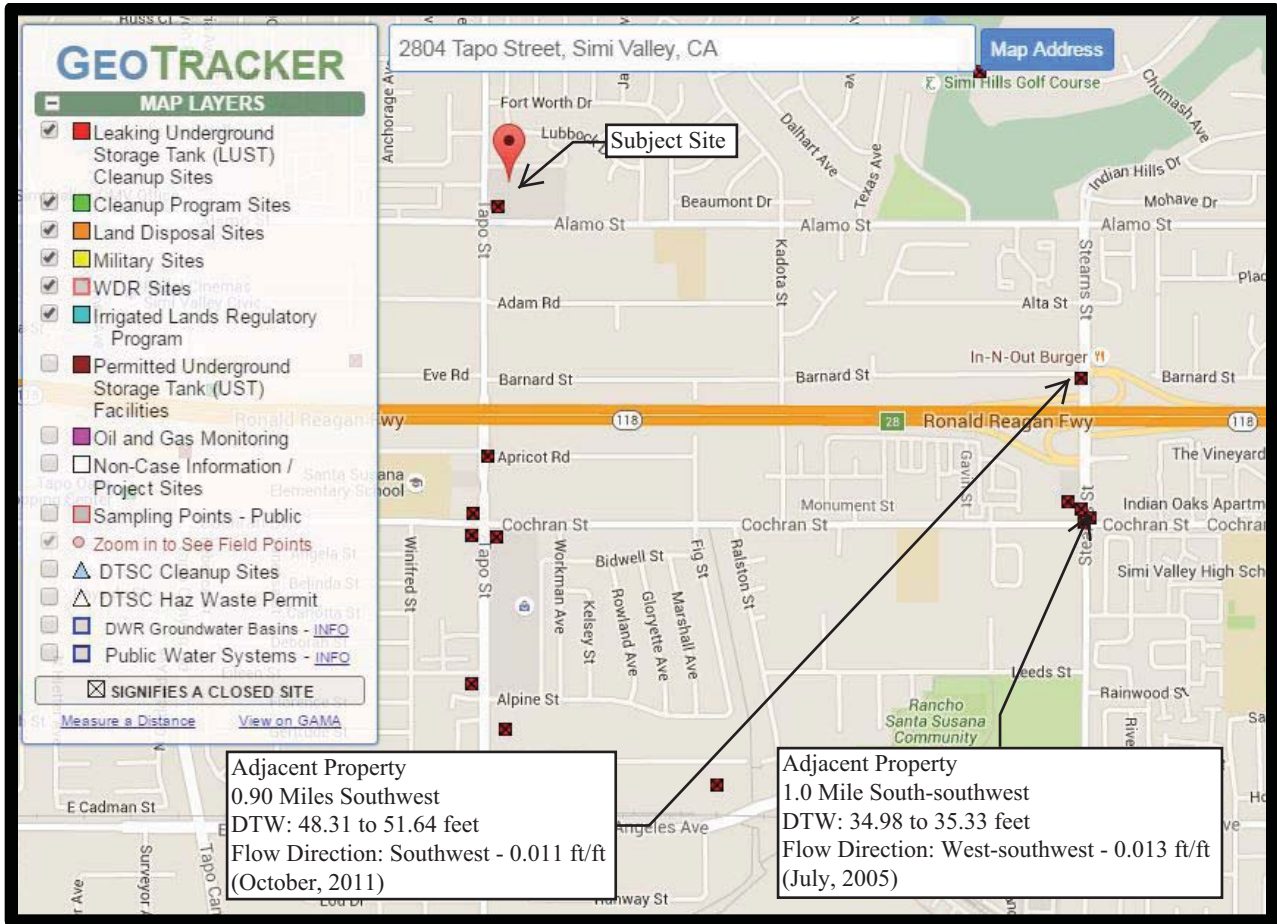 Russ Ct
GEOTRACKER
MAP LAYERS
Leaking Underground
Storage Tank (LUST)
Cleanup Sites
Cleanup Program Sites
Land Disposal Sites
Military Sites
WDR Sites
Irrigated Lands Regulatory
Program
Permitted Underground
Storage Tank (UST)
Facilities
Oil and Gas Monitoring
Non-Case Information /
Project Sites
Sampling Points - Public
Zoom in to See Field Points
DTSC Cleanup Sites
DTSC Haz Waste Permit
DWR Groundwater Basins - INFO
Public Water Systems - INFO
SIGNIFIES A CLOSED SITE
Measure a Distance
View on GAMA
2804 Tapo Street, Simi Valley, CA
Map Address
Simi Hills Golf Course
Chumash Ave
Anchorage Av
Fort Worth Dr
Subject Site
Dalhart Ave
Texas Ave
Indian Hills Dr
Mohave Dr
Beaumont Dr
Tapo St
Alamo St
Alamo St
Alamo St
Kadota St
Stearns St
Adam Rd
Alta St
In-N-Out Burger
Eve Rd
Barnard St
Barnard St
Barnard St
Ronald Reagan Fwy
118
28
Ronald Reagan Fwy
118
Apricot Rd
Santa Susana
Elementary School
Gavin St
The Vineyard
Monument St
Indian Oaks Apartm
Cochran St
Cochran St
Cochran St
Cochran
Winifred St
Tapo St
Workman Ave
Bidwell St
Kelsey St
Rowland Ave
Gloryette Ave
Marshall Ave
Fig St
Ralston St
Simi Valley High Sch
Leeds St
Alpine St
Rancho
Santa Susana
Community
Rainwood S
River
Adjacent Property
0.90 Miles Southwest
DTW: 48.31 to 51.64 feet
Flow Direction: Southwest - 0.011 ft/ft
(October, 2011)
Adjacent Property
1.0 Mile South-southwest
DTW: 34.98 to 35.33 feet
Flow Direction: West-southwest - 0.013 ft/ft
(July, 2005)
E Cadman St
Angeles Ave
Surveyor
Tapo Can